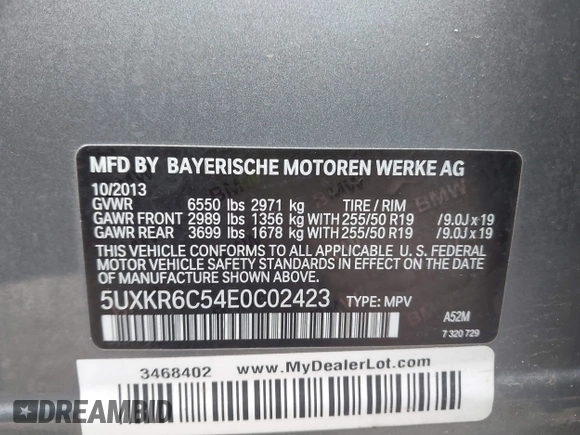 MFD BY BAYERISCHE MOTOREN WERKE AG
10/2013
GVWR 6550 lbs 2971 kg TIRE / RIM
GAWR FRONT 2989 lbs 1356 kg WITH 255/50 R19 /9.0J x 19
GAWR REAR 3699 lbs 1678 kg WITH 255/50 R19 /9.0J x 19
THIS VEHICLE CONFORMS TO ALL APPLICABLE U.S. FEDERAL
MOTOR VEHICLE SAFETY STANDARDS IN EFFECT ON THE DATE
OF MANUFACTURE SHOWN ABOVE.
5UXKR6C54E0C02423 TYPE: MPV A52M
7 320 729
3468402 www.MyDealerLot.com
DREAMBID